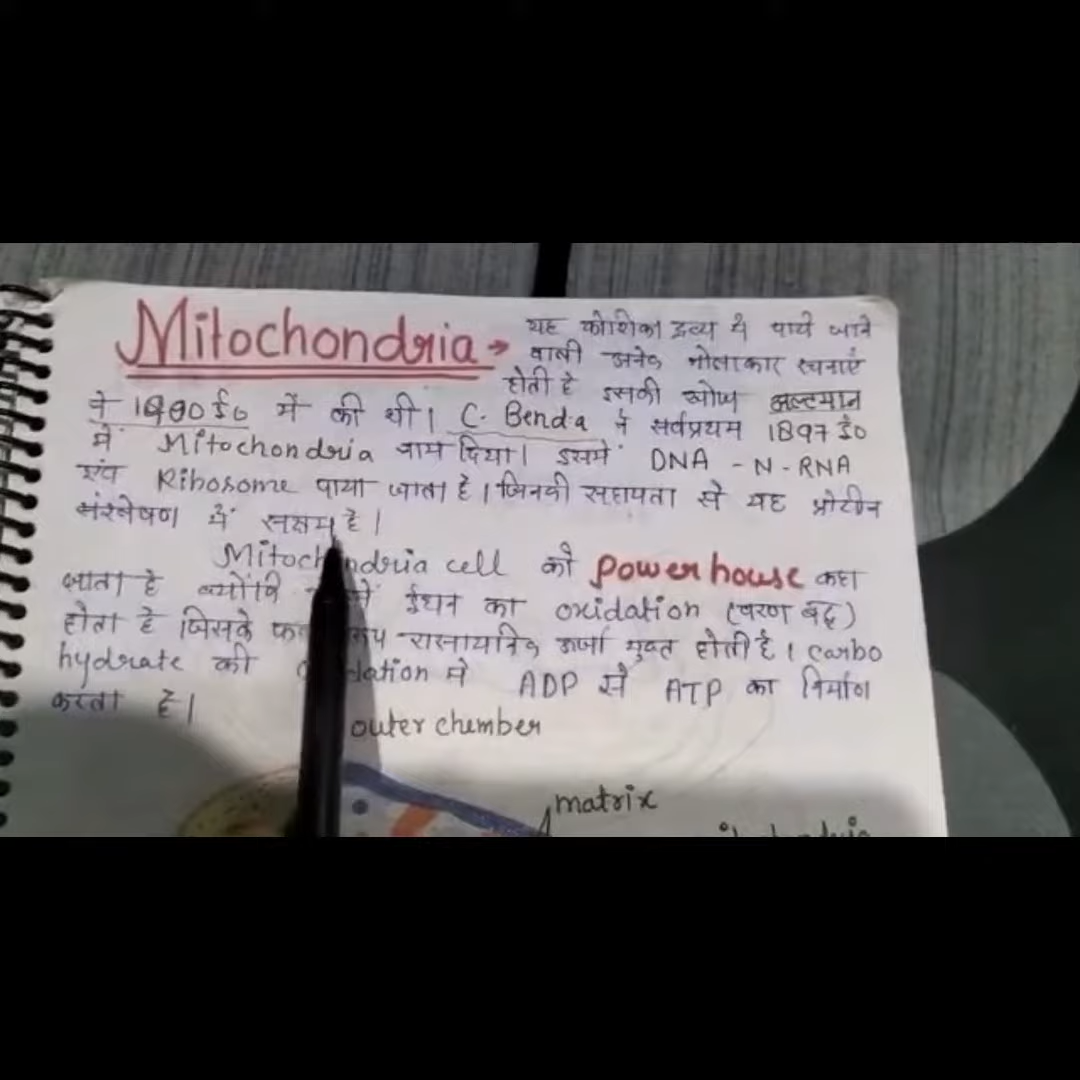 Mitochondria → यह कोशिका द्रव्य में पाये जाने
वाली अनेक गोलाकार रचनाएं
होती है इसकी खोज अल्टमान
ने 1890 ई० में की थी। C. Benda ने सर्वप्रथम 1897 ई०
में Mitochondria नाम दिया। इसमें DNA - N - RNA
एंव Ribosome पाया जाता है। जिनकी सहायता से यह प्रोटीन
संश्लेषण में सक्षम है।
Mitochondria cell को Power house कहा
जाता है क्योंकि ईंधन का oxidation (चरण बद्ध)
होता है जिसके रासायनिक ऊर्जा मुक्त होती है। carbo
hydrate की में ADP से ATP का निर्माण
करता है।
outer chember
matrix